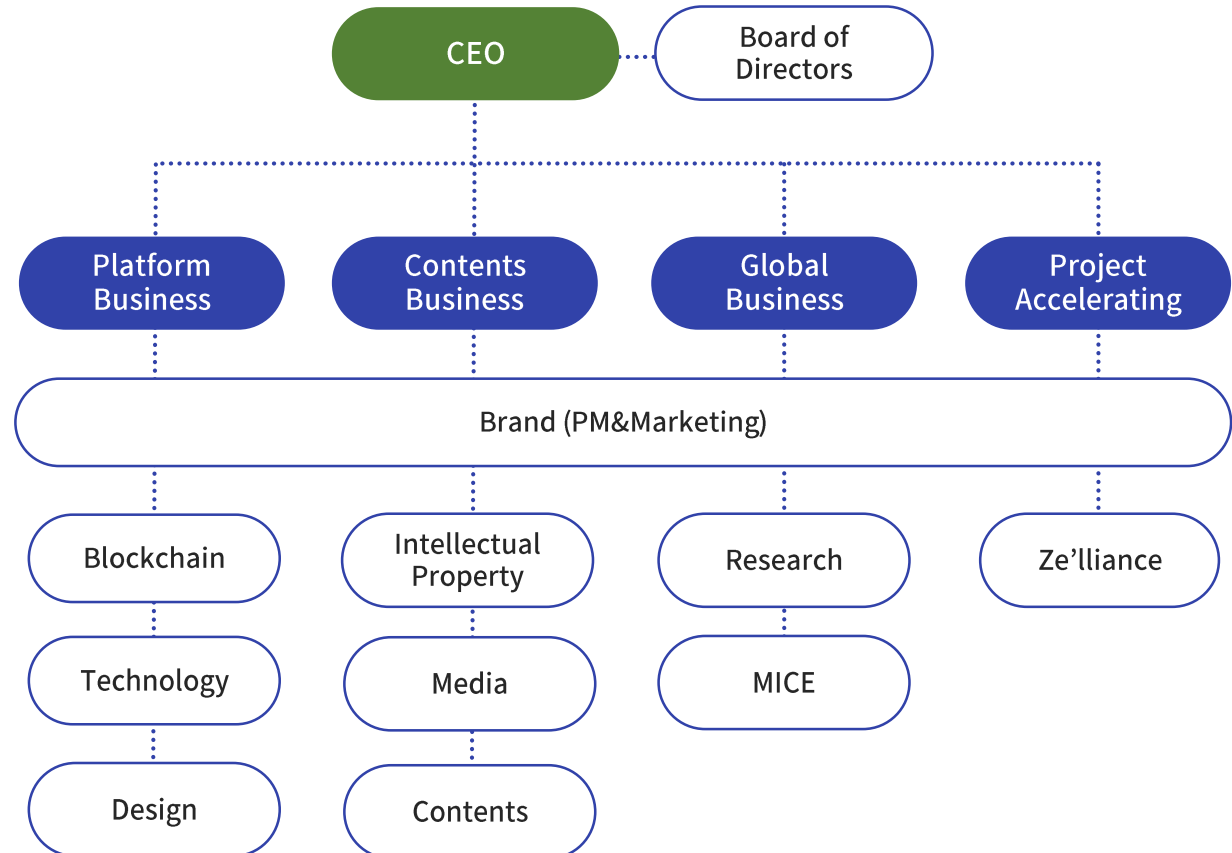 CEO
Board of
Directors
Platform
Business
Contents
Business
Global
Business
Project
Accelerating
Brand (PM&Marketing)
Blockchain
Intellectual
Property
Research
Ze’lliance
Technology
Media
MICE
Design
Contents